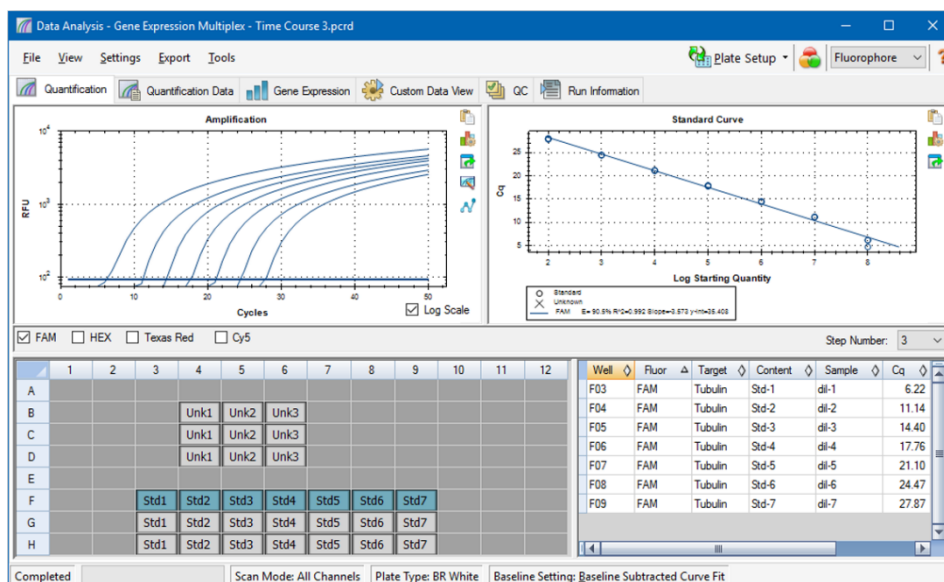 Data Analysis - Gene Expression Multiplex - Time Course 3.pcrd
File View Settings Export Tools Plate Setup Fluorophore ?
Quantification Quantification Data Gene Expression Custom Data View QC Run Information
Amplification
10^4
10^3
10^2
RFU
0 10 20 30 40 50
Cycles
Log Scale
Standard Curve
25
20
15
10
5
Cq
2 3 4 5 6 7 8
Log Starting Quantity
Standard
Unknown
FAM E= 90.5% R^2=0.992 Slope=-3.573 y-int=35.408
FAM HEX Texas Red Cy5 Step Number: 3
1 2 3 4 5 6 7 8 9 10 11 12
A
B Unk1 Unk2 Unk3
C Unk1 Unk2 Unk3
D Unk1 Unk2 Unk3
E
F Std1 Std2 Std3 Std4 Std5 Std6 Std7
G Std1 Std2 Std3 Std4 Std5 Std6 Std7
H Std1 Std2 Std3 Std4 Std5 Std6 Std7
Well Fluor Target Content Sample Cq
F03 FAM Tubulin Std-1 dil-1 6.22
F04 FAM Tubulin Std-2 dil-2 11.14
F05 FAM Tubulin Std-3 dil-3 14.40
F06 FAM Tubulin Std-4 dil-4 17.76
F07 FAM Tubulin Std-5 dil-5 21.10
F08 FAM Tubulin Std-6 dil-6 24.47
F09 FAM Tubulin Std-7 dil-7 27.87
Completed Scan Mode: All Channels Plate Type: BR White Baseline Setting: Baseline Subtracted Curve Fit